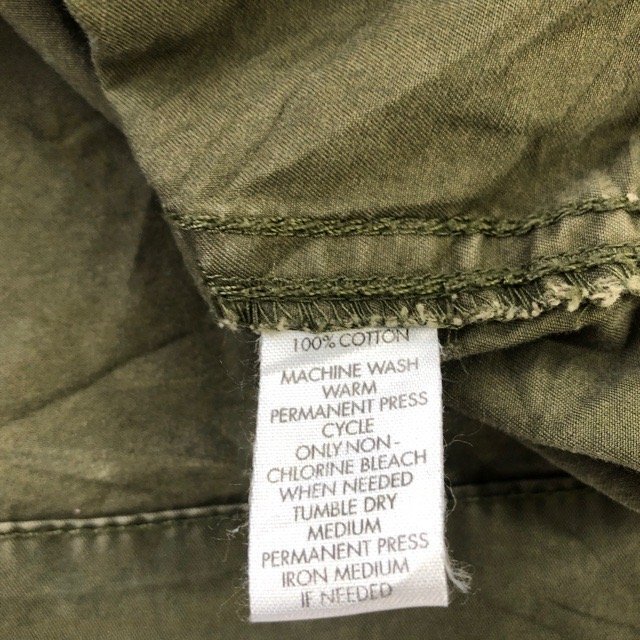 100% COTTON
MACHINE WASH
WARM
PERMANENT PRESS
CYCLE
ONLY NON-
CHLORINE BLEACH
WHEN NEEDED
TUMBLE DRY
MEDIUM
PERMANENT PRESS
IRON MEDIUM
IF NEEDED